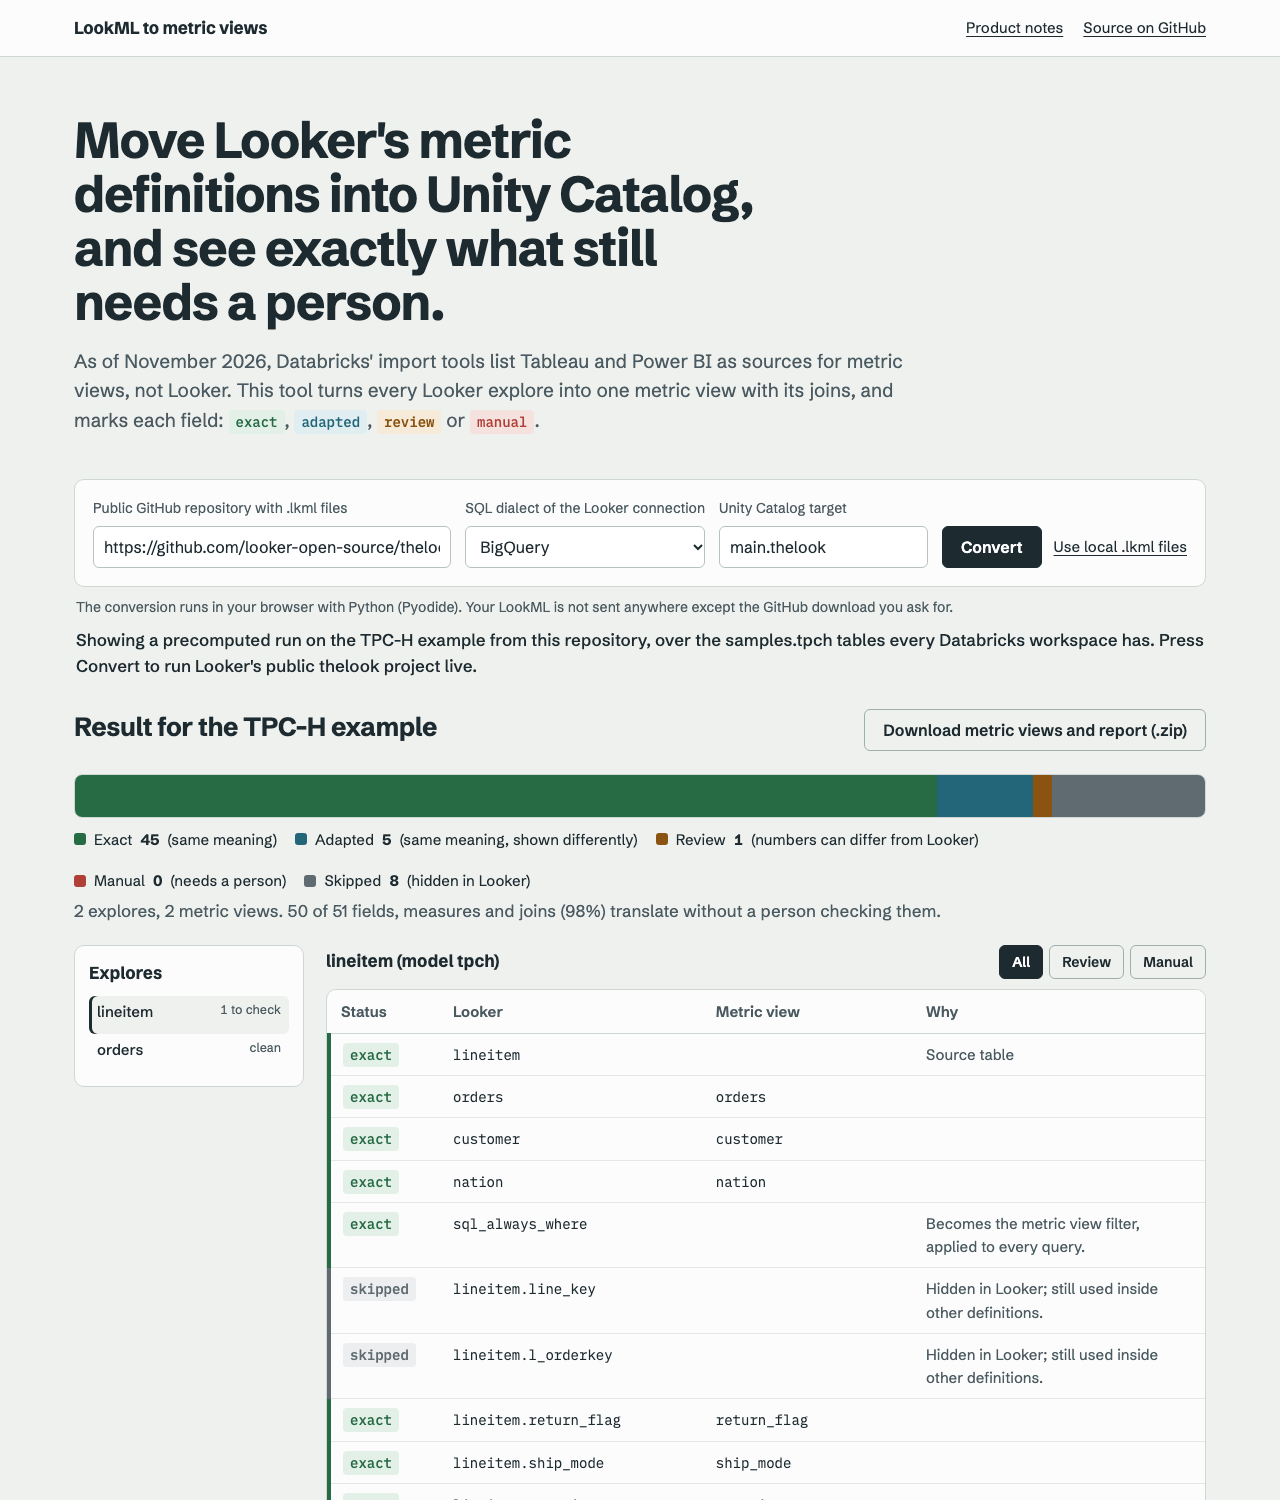 LookML to metric views
Product notes
Source on GitHub
Move Looker's metric
definitions into Unity Catalog,
and see exactly what still
needs a person.
As of November 2026, Databricks' import tools list Tableau and Power BI as sources for metric
views, not Looker. This tool turns every Looker explore into one metric view with its joins, and
marks each field: exact, adapted, review or manual.
Public GitHub repository with .lkml files
SQL dialect of the Looker connection
Unity Catalog target
https://github.com/looker-open-source/thelo
BigQuery
main.thelook
Convert
Use local .lkml files
The conversion runs in your browser with Python (Pyodide). Your LookML is not sent anywhere except the GitHub download you ask for.
Showing a precomputed run on the TPC-H example from this repository, over the samples.tpch tables every Databricks workspace has. Press
Convert to run Looker's public thelook project live.
Result for the TPC-H example
Download metric views and report (.zip)
Exact 45 (same meaning)
Adapted 5 (same meaning, shown differently)
Review 1 (numbers can differ from Looker)
Manual 0 (needs a person)
Skipped 8 (hidden in Looker)
2 explores, 2 metric views. 50 of 51 fields, measures and joins (98%) translate without a person checking them.
Explores
lineitem 1 to check
orders clean
lineitem (model tpch)
All
Review
Manual
Status Looker Metric view Why
exact lineitem Source table
exact orders orders
exact customer customer
exact nation nation
exact sql_always_where Becomes the metric view filter,
applied to every query.
skipped lineitem.line_key Hidden in Looker; still used inside
other definitions.
skipped lineitem.l_orderkey Hidden in Looker; still used inside
other definitions.
exact lineitem.return_flag return_flag
exact lineitem.ship_mode ship_mode